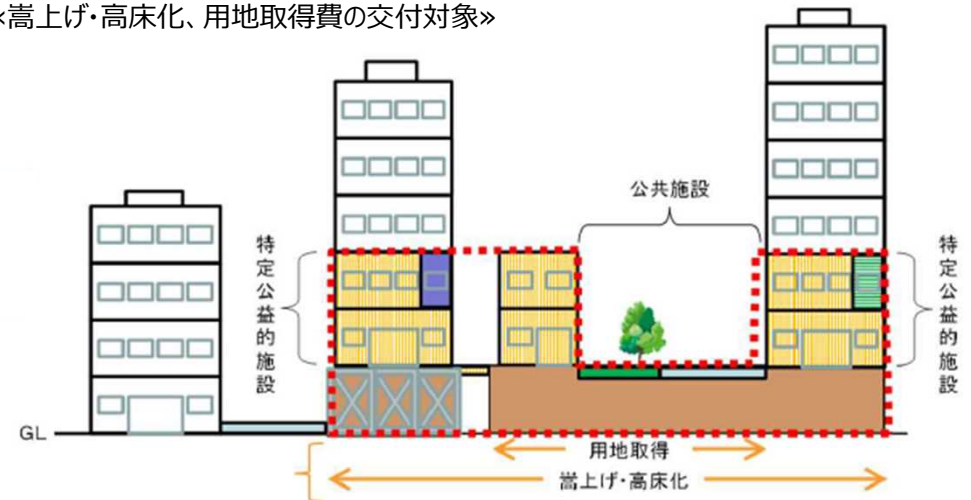 ≪嵩上げ・高床化、用地取得費の交付対象≫
公共施設
特定公益的施設
特定公益的施設
GL
用地取得
嵩上げ・高床化